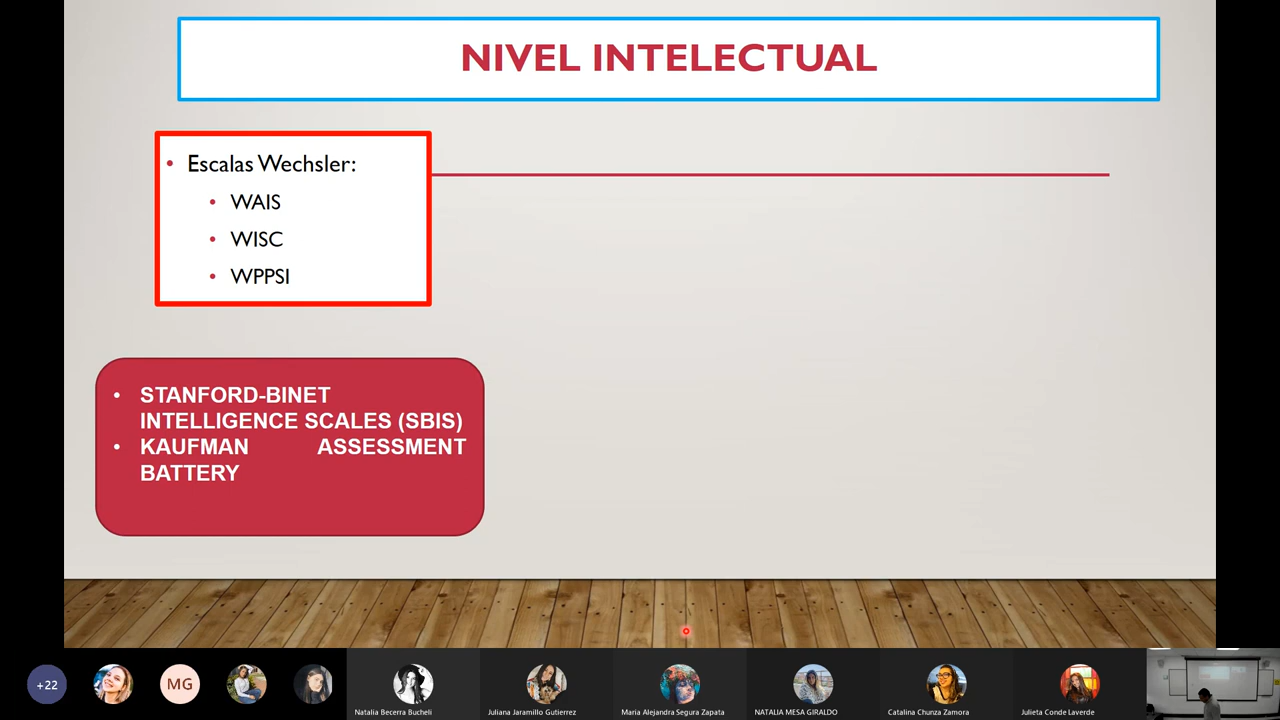 NIVEL INTELECTUAL
• Escalas Wechsler:
• WAIS
• WISC
• WPPSI
• STANFORD-BINET
INTELLIGENCE SCALES (SBIS)
• KAUFMAN ASSESSMENT
BATTERY
+22
MG
Natalia Becerra Bucheli
Juliana Jaramillo Gutierrez
Maria Alejandra Segura Zapata
NATALIA MESA GIRALDO
Catalina Chunza Zamora
Julieta Conde Laverde